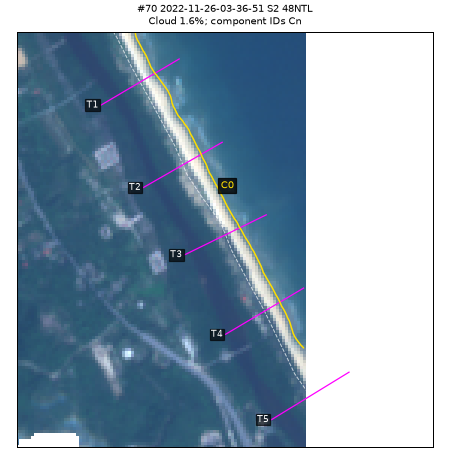 #70 2022-11-26-03-36-51 S2 48NTL
Cloud 1.6%; component IDs Cn
T1
T2
C0
T3
T4
T5